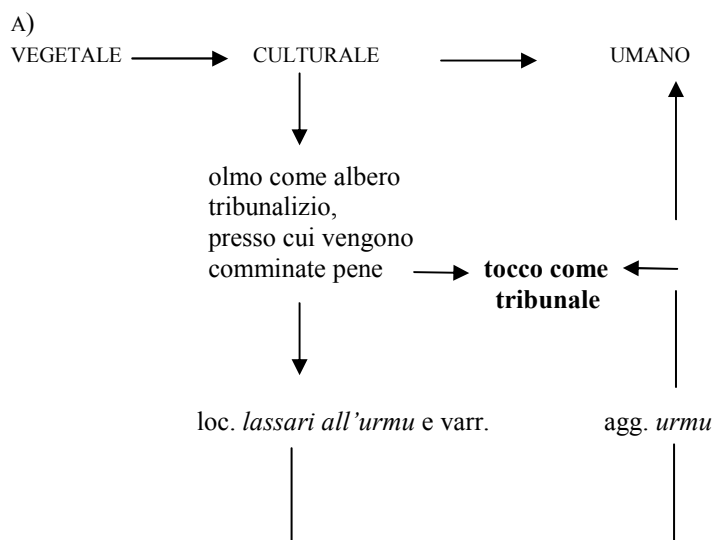 A)
VEGETALE CULTURALE UMANO
olmo come albero
tribunalizio,
presso cui vengono
comminate pene
tocco come
tribunale
loc. lassari all’urmu e varr.
agg. urmu